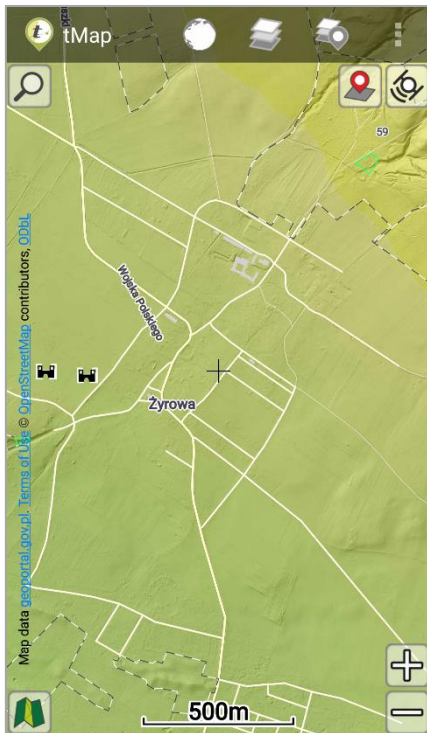 tMap
59
Wojska Polskiego
Żyrowa
Map data geoportal.gov.pl. Terms of Use © OpenStreetMap contributors, ODbL
500m